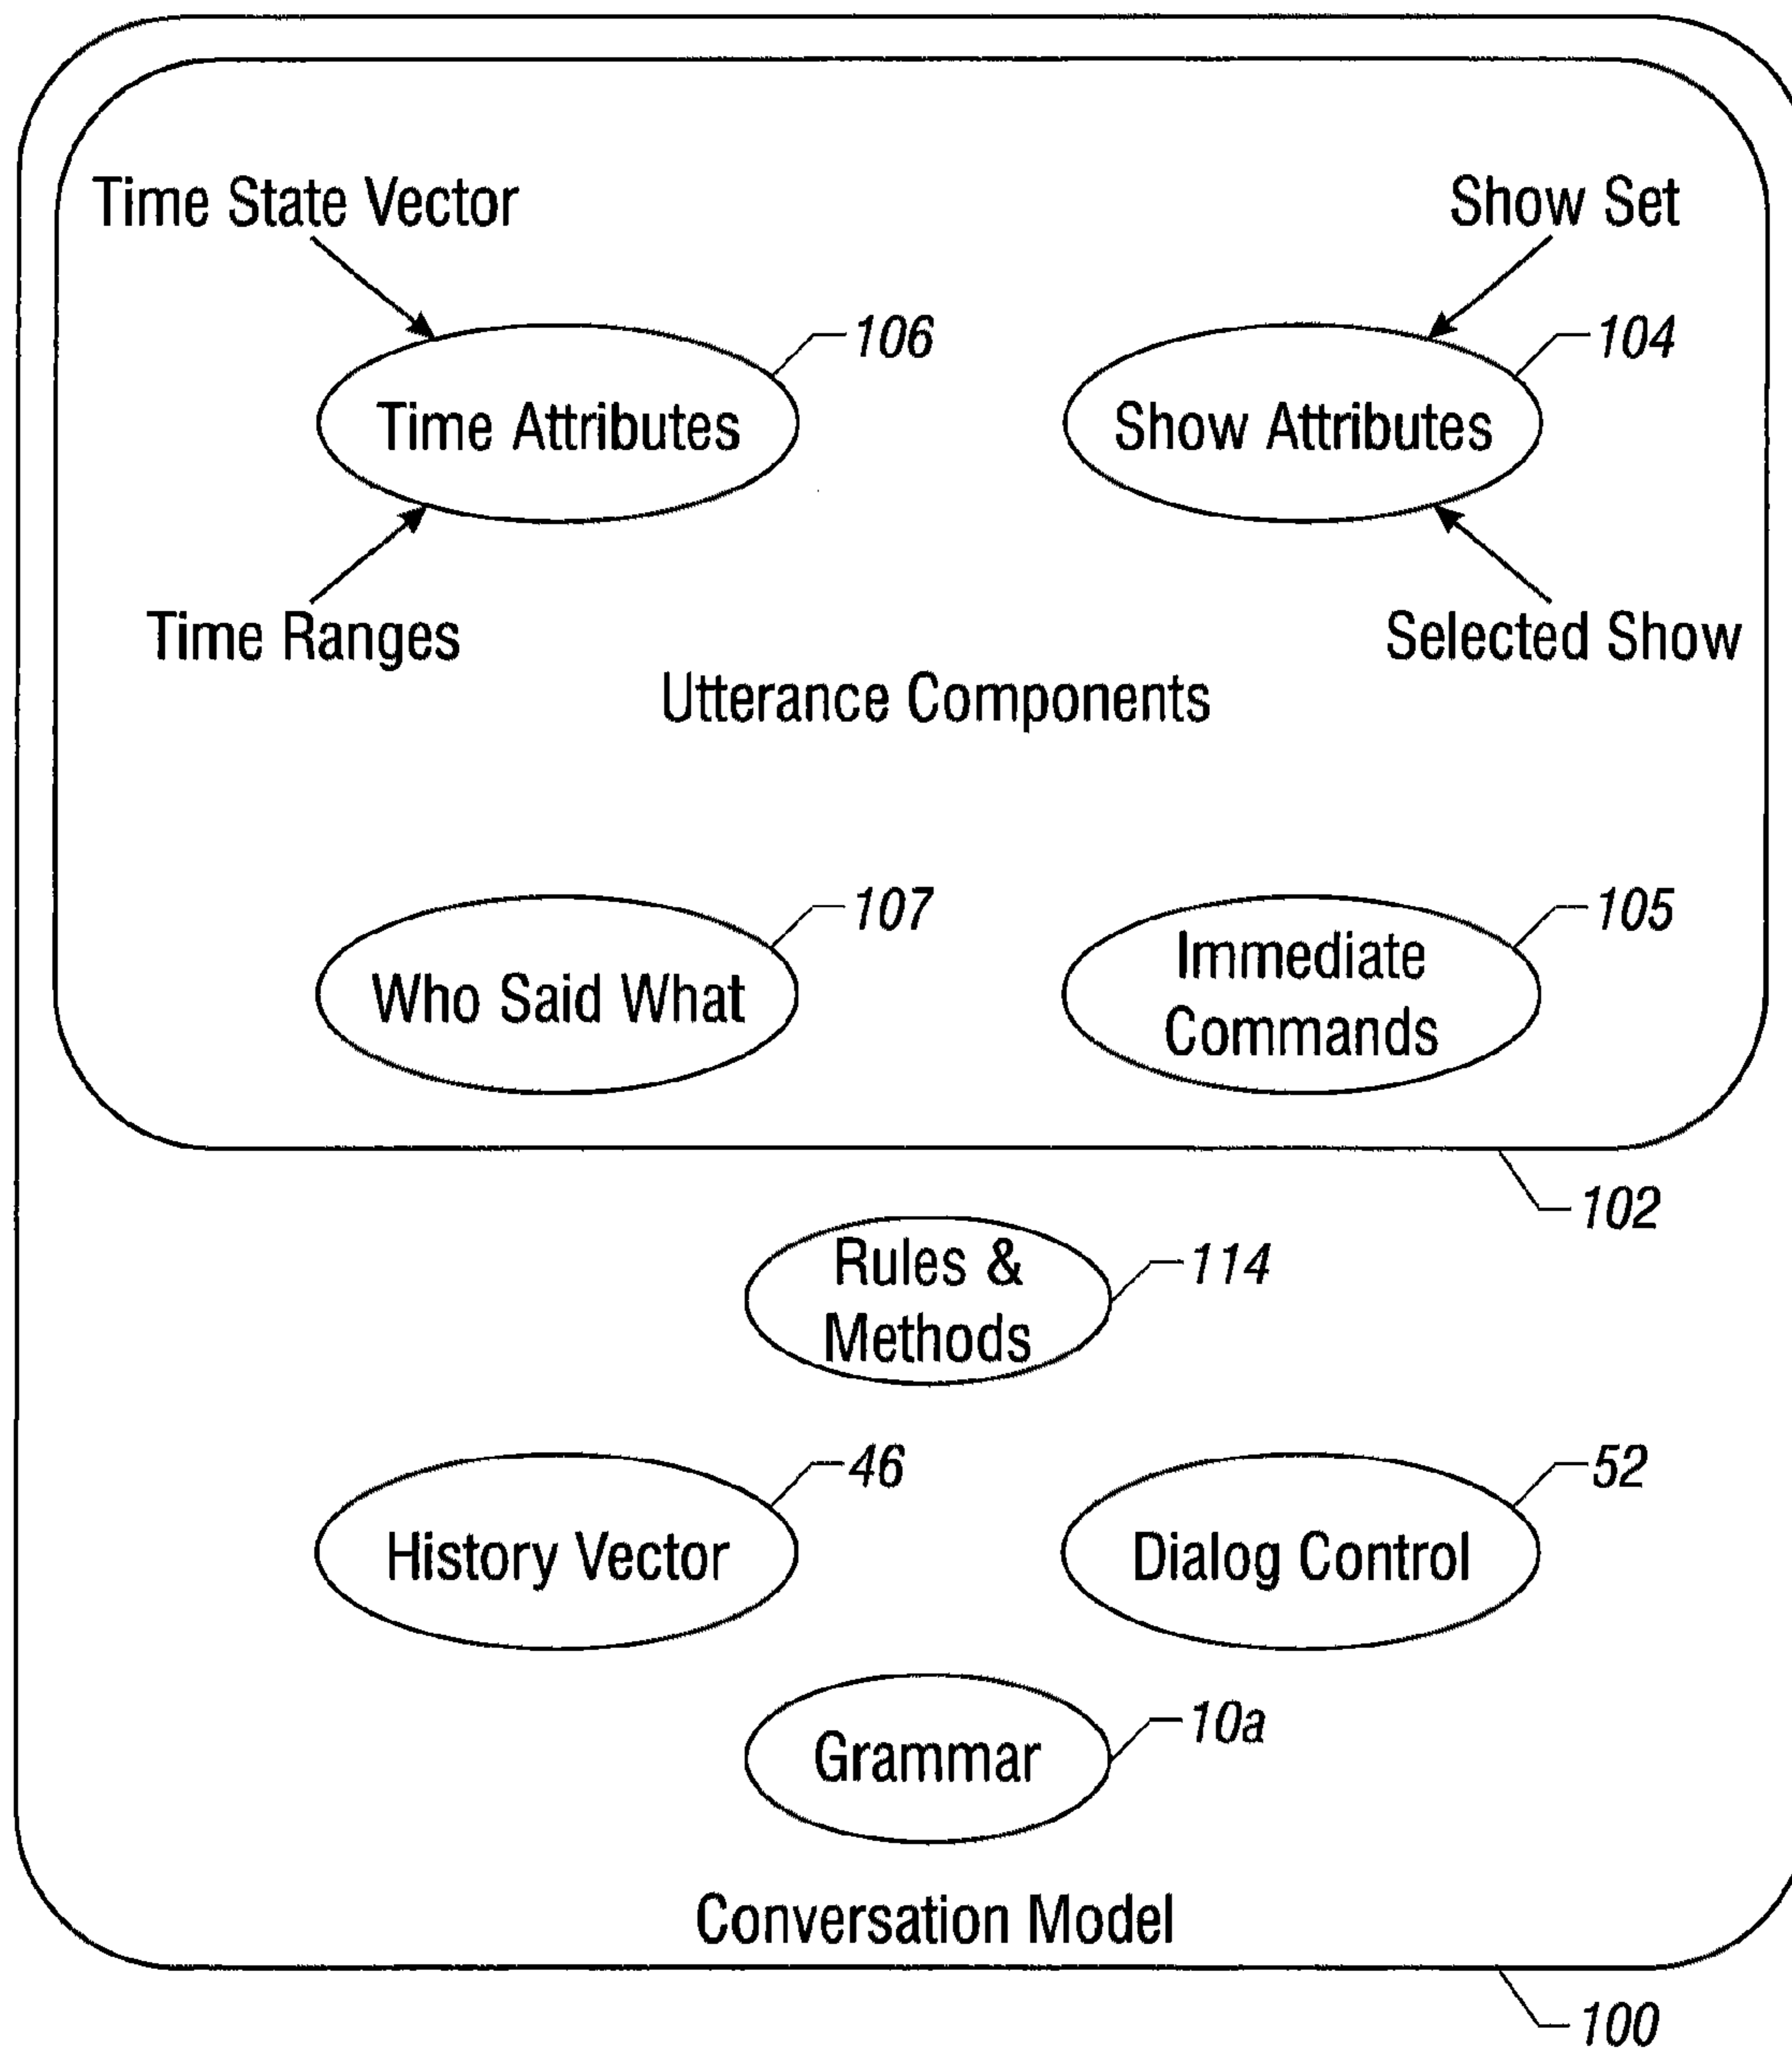 Time State Vector
Show Set
106
104
Time Attributes
Show Attributes
Time Ranges
Selected Show
Utterance Components
107
105
Who Said What
Immediate
Commands
102
Rules &
Methods
114
46
52
History Vector
Dialog Control
10a
Grammar
Conversation Model
100